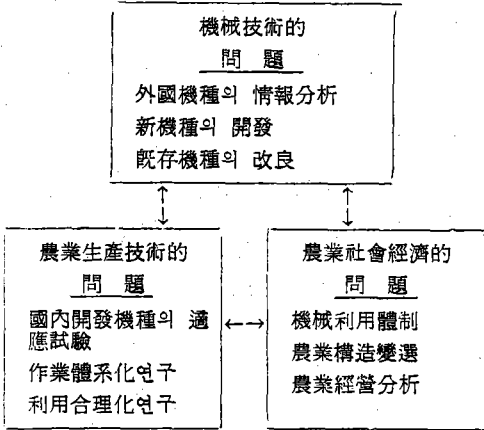 機械技術的
問 題
外國機種의 情報分析
新機種의 開發
旣存機種의 改良
農業生產技術的
問 題
國內開發機種의 適
應試驗
作業體系化연구
利用合理化연구
農業社會經濟的
問 題
機械利用體制
農業構造變選
農業經營分析